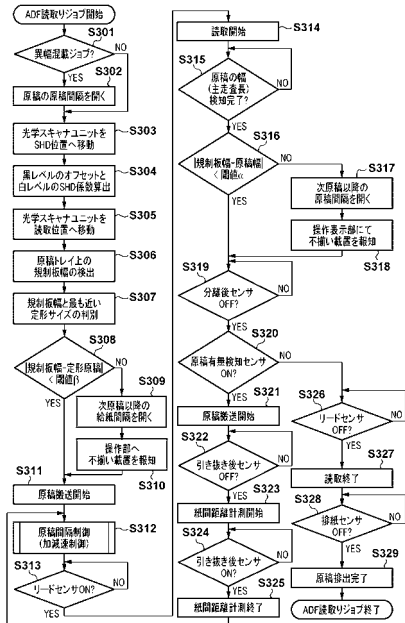 ADF読取りジョブ開始
S301
異幅混載ジョブ?
NO
YES
S302
原稿の原稿間隔を開く
S303
光学スキャナユニットを
SHD位置へ移動
S304
黒レベルのオフセットと
白レベルのSHD係数算出
S305
光学スキャナユニットを
読取位置へ移動
S306
原稿トレイ上の
規制板幅の検出
S307
規制板幅と最も近い
定形サイズの判別
S308
|規制板幅-定形原稿|
< 閾値β
NO
YES
S309
次原稿以降の
給紙間隔を開く
操作部へ
不揃い載置を報知
S310
S311
原稿搬送開始
S312
原稿間隔制御
(加減速制御)
S313
リードセンサON?
NO
YES
S314
読取開始
S315
原稿の幅
(主走査長)
検知完了?
NO
YES
S316
|規制板幅-原稿幅|
< 閾値α
NO
YES
S317
次原稿以降の
原稿間隔を開く
操作表示部にて
不揃い載置を報知
S318
S319
分離後センサ
OFF?
NO
YES
S320
原稿有無検知センサ
ON?
NO
YES
S321
原稿搬送開始
S322
引き抜き後センサ
OFF?
NO
YES
S323
紙間距離計測開始
S324
引き抜き後センサ
ON?
NO
YES
S325
紙間距離計測終了
S326
リードセンサ
OFF?
NO
YES
S327
読取終了
S328
排紙センサ
OFF?
NO
YES
S329
原稿排出完了
ADF読取りジョブ終了